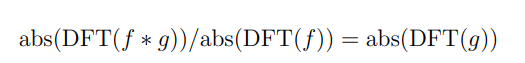 abs(DFT(f ∗ g))/abs(DFT(f)) = abs(DFT(g))